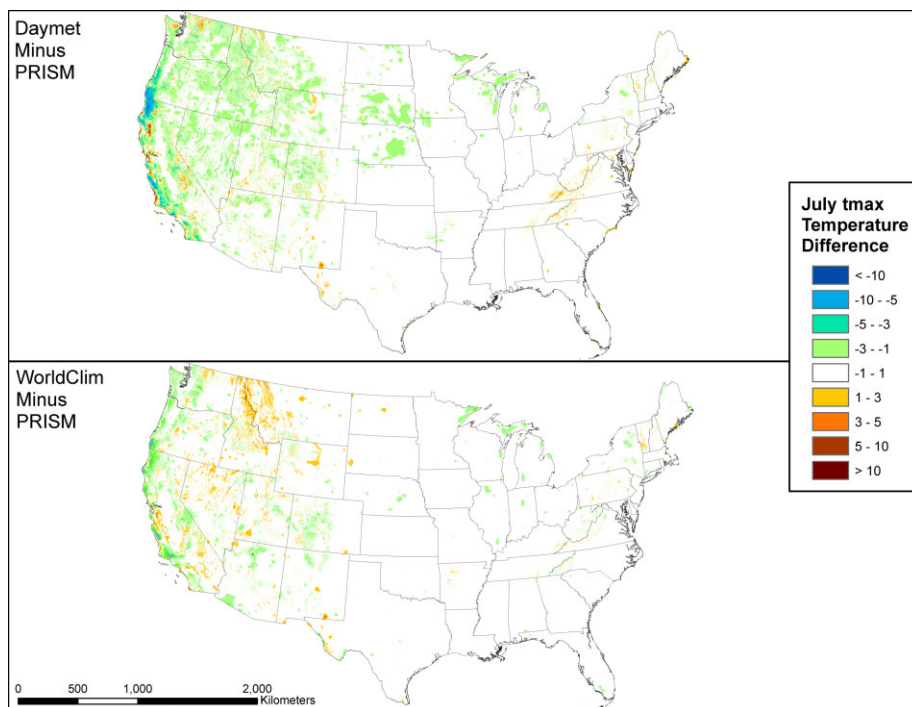 Daymet
Minus
PRISM
July tmax
Temperature
Difference
< -10
-10 - -5
-5 - -3
-3 - -1
-1 - 1
1 - 3
3 - 5
5 - 10
> 10
WorldClim
Minus
PRISM
0 500 1,000 2,000
Kilometers